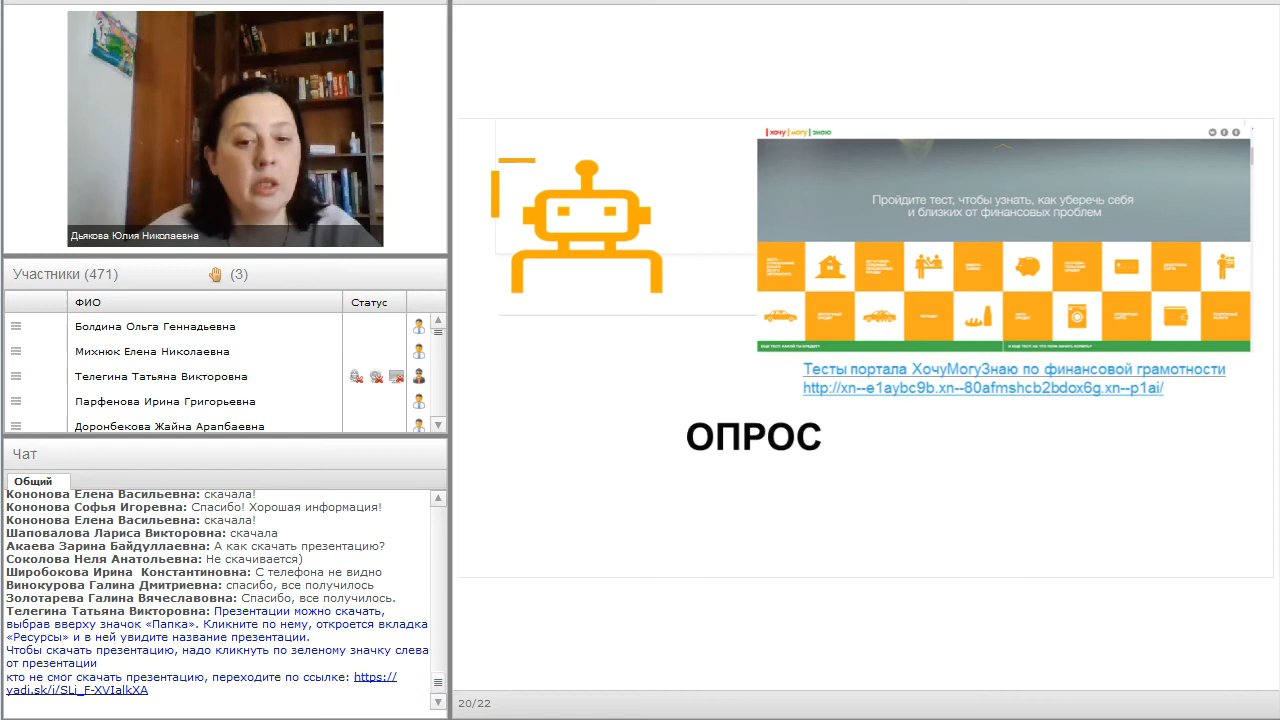 Дьякова Юлия Николаевна
Участники (471)
(3)
ФИО
Статус
Болдина Ольга Геннадьевна
Михнюк Елена Николаевна
Телегина Татьяна Викторовна
Парфенова Ирина Григорьевна
Доронбекова Жайна Арапбаевна
Чат
Общий
Кононова Елена Васильевна: скачала!
Кононова Софья Игоревна: Спасибо! Хорошая информация!
Кононова Елена Васильевна: скачала!
Шаповалова Лариса Викторовна: скачала
Акаева Зарина Байдуллаевна: А как скачать презентацию?
Соколова Неля Анатольевна: Не скачивается)
Широбокова Ирина Константиновна: С телефона не видно
Винокурова Галина Дмитриевна: спасибо, все получилось
Золотарева Галина Вячеславовна: Спасибо, все получилось.
Телегина Татьяна Викторовна: Презентации можно скачать,
выбрав вверху значок «Папка». Кликните по нему, откроется вкладка
«Ресурсы» и в ней увидите название презентации.
Чтобы скачать презентацию, надо кликнуть по зеленому значку слева
от презентации
кто не смог скачать презентацию, переходите по ссылке: https://
yadi.sk/i/SLi_F-XVIalkXA
хочу | могу | знаю
Пройдите тест, чтобы узнать, как уберечь себя
и близких от финансовых проблем
Тесты портала ХочуМогуЗнаю по финансовой грамотности
http://xn--e1aybc9b.xn--80afmshcb2bdox6g.xn--p1ai/
ОПРОС
20/22